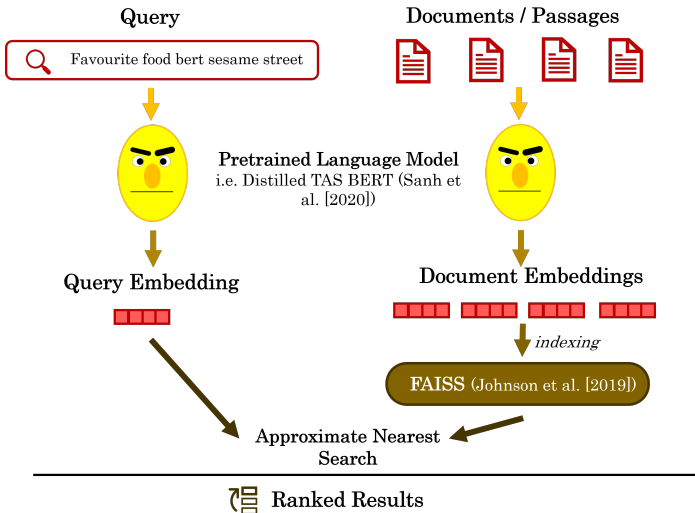 Query
Documents / Passages
Favourite food bert sesame street
Pretrained Language Model
i.e. Distilled TAS BERT (Sanh et
al. [2020])
Query Embedding
Document Embeddings
indexing
FAISS (Johnson et al. [2019])
Approximate Nearest
Search
Ranked Results